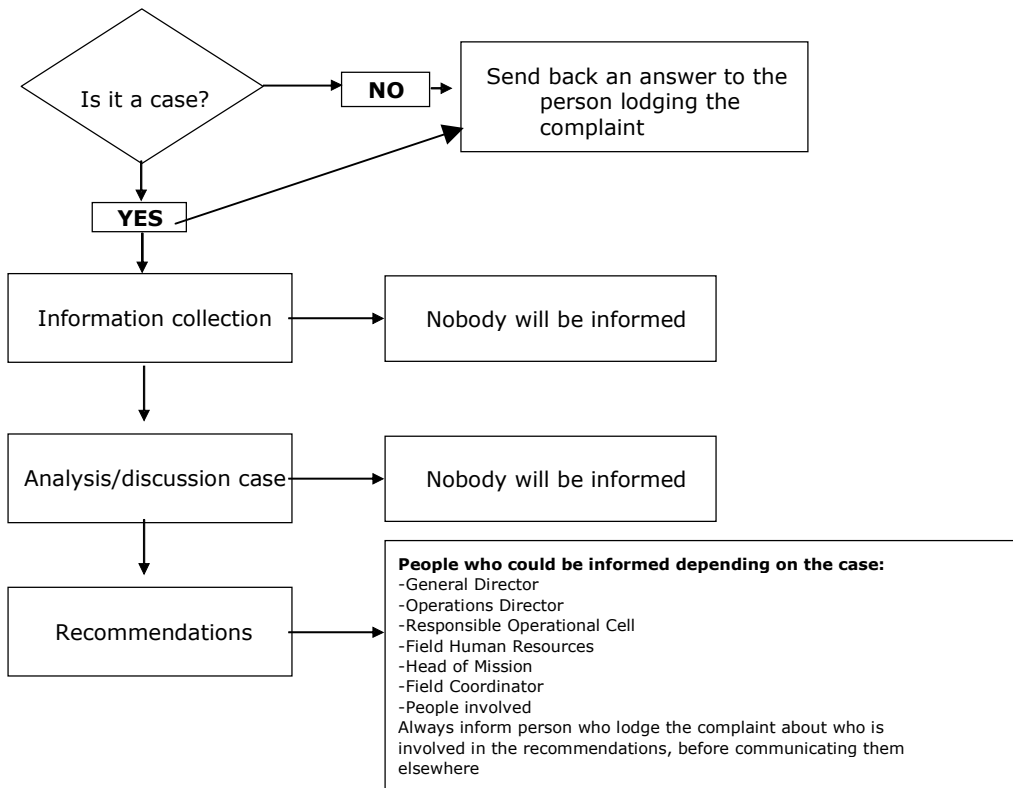 Is it a case?
NO
Send back an answer to the
person lodging the
complaint
YES
Information collection
Nobody will be informed
Analysis/discussion case
Nobody will be informed
Recommendations
People who could be informed depending on the case:
-General Director
-Operations Director
-Responsible Operational Cell
-Field Human Resources
-Head of Mission
-Field Coordinator
-People involved
Always inform person who lodge the complaint about who is
involved in the recommendations, before communicating them
elsewhere